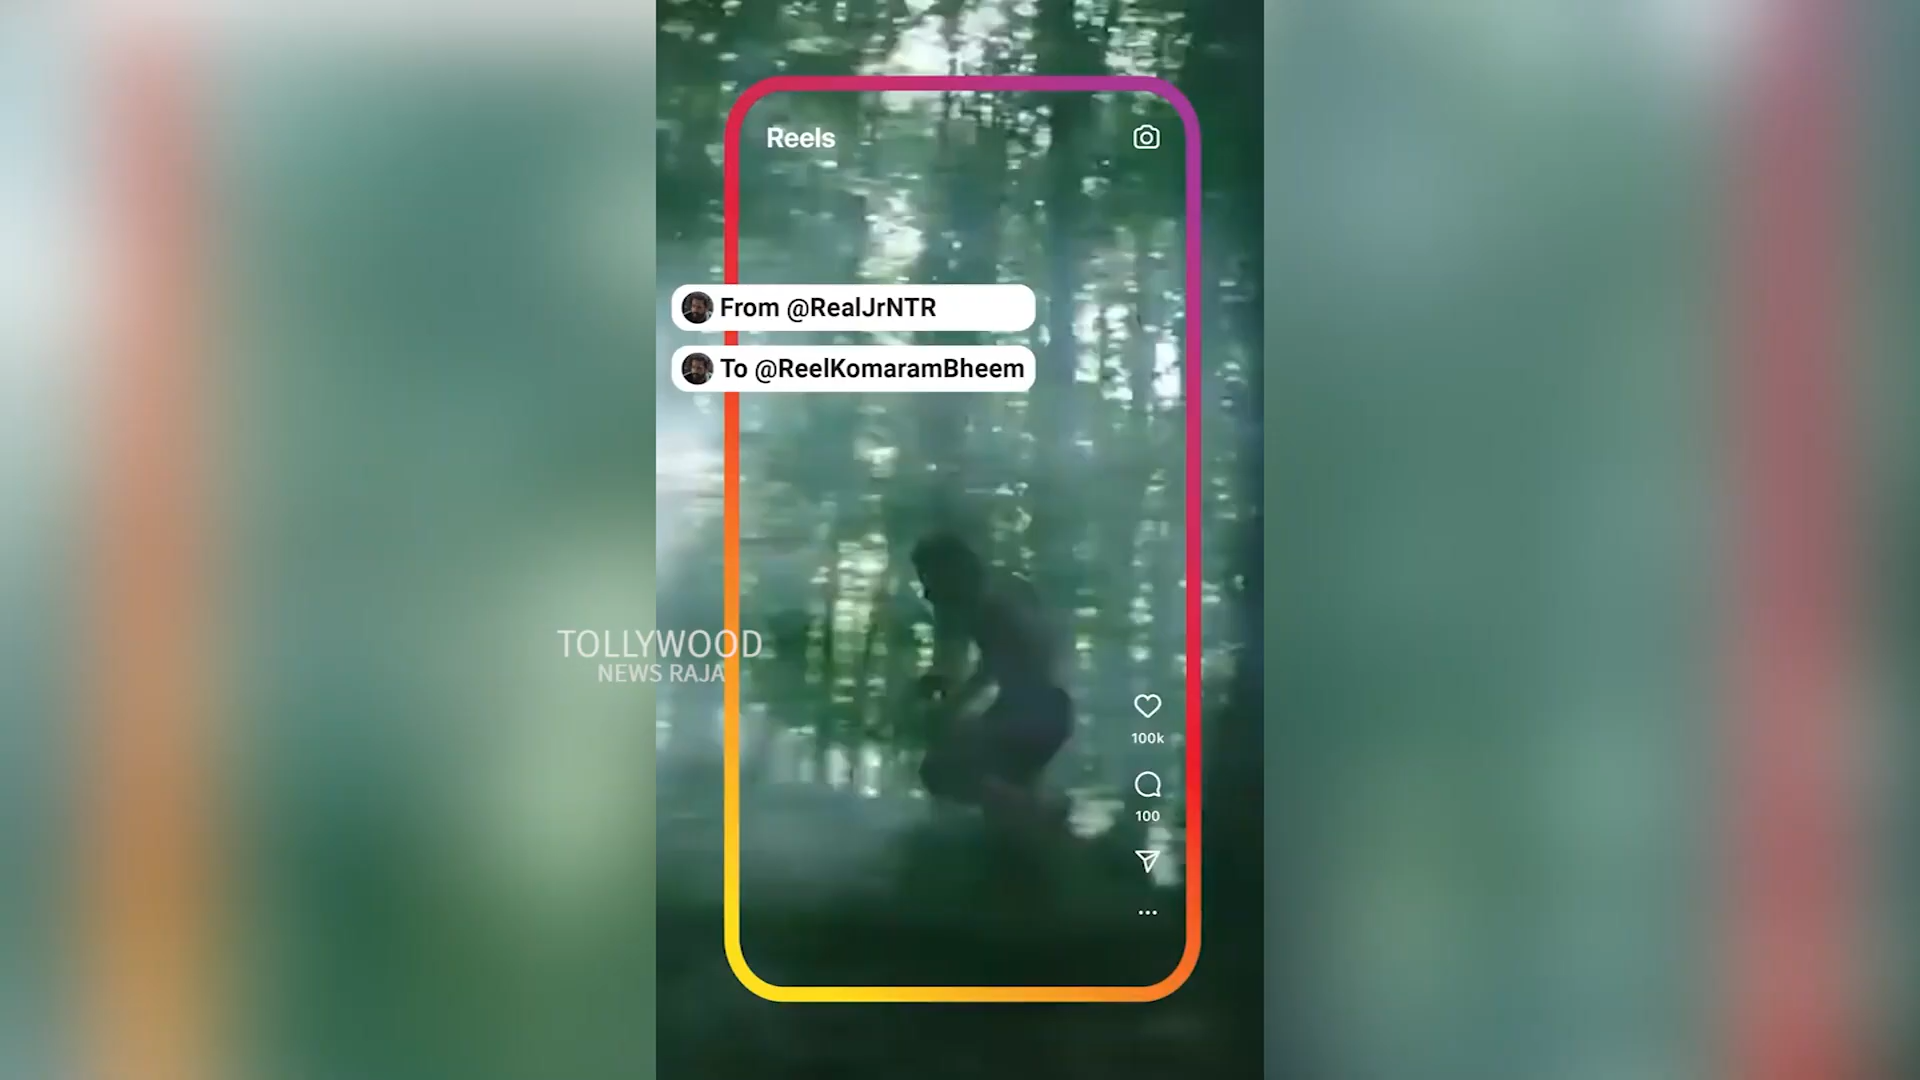 Reels
From @RealJrNTR
To @ReelKomaramBheem
TOLLYWOOD
NEWS RAJA
100k
100